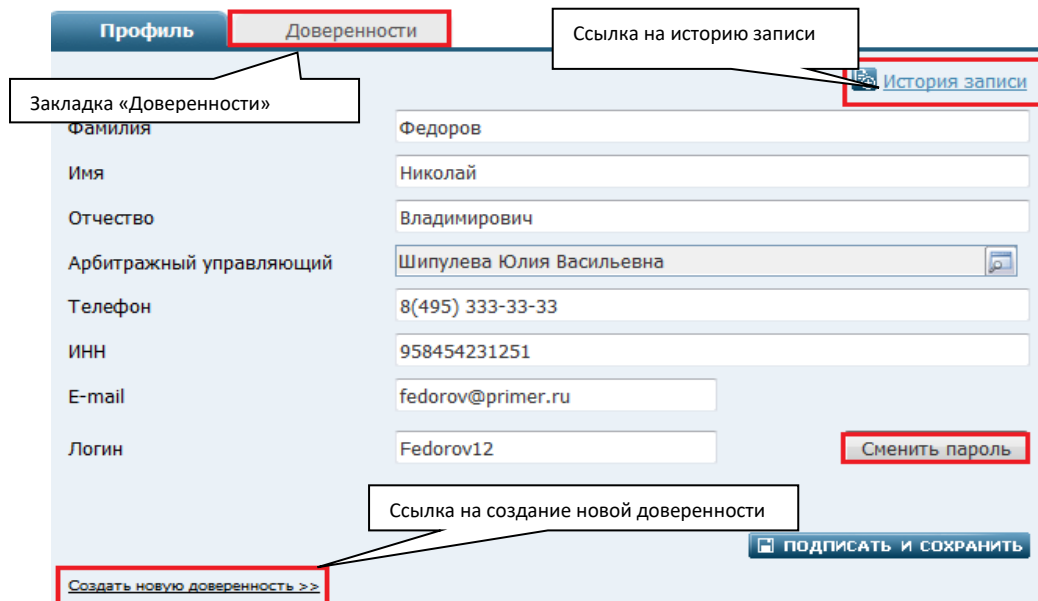 Профиль
Доверенности
Ссылка на историю записи
История записи
Закладка «Доверенности»
Фамилия
Федоров
Имя
Николай
Отчество
Владимирович
Арбитражный управляющий
Шипулева Юлия Васильевна
Телефон
8(495) 333-33-33
ИНН
958454231251
E-mail
fedorov@primer.ru
Логин
Fedorov12
Сменить пароль
Ссылка на создание новой доверенности
ПОДПИСАТЬ И СОХРАНИТЬ
Создать новую доверенность >>